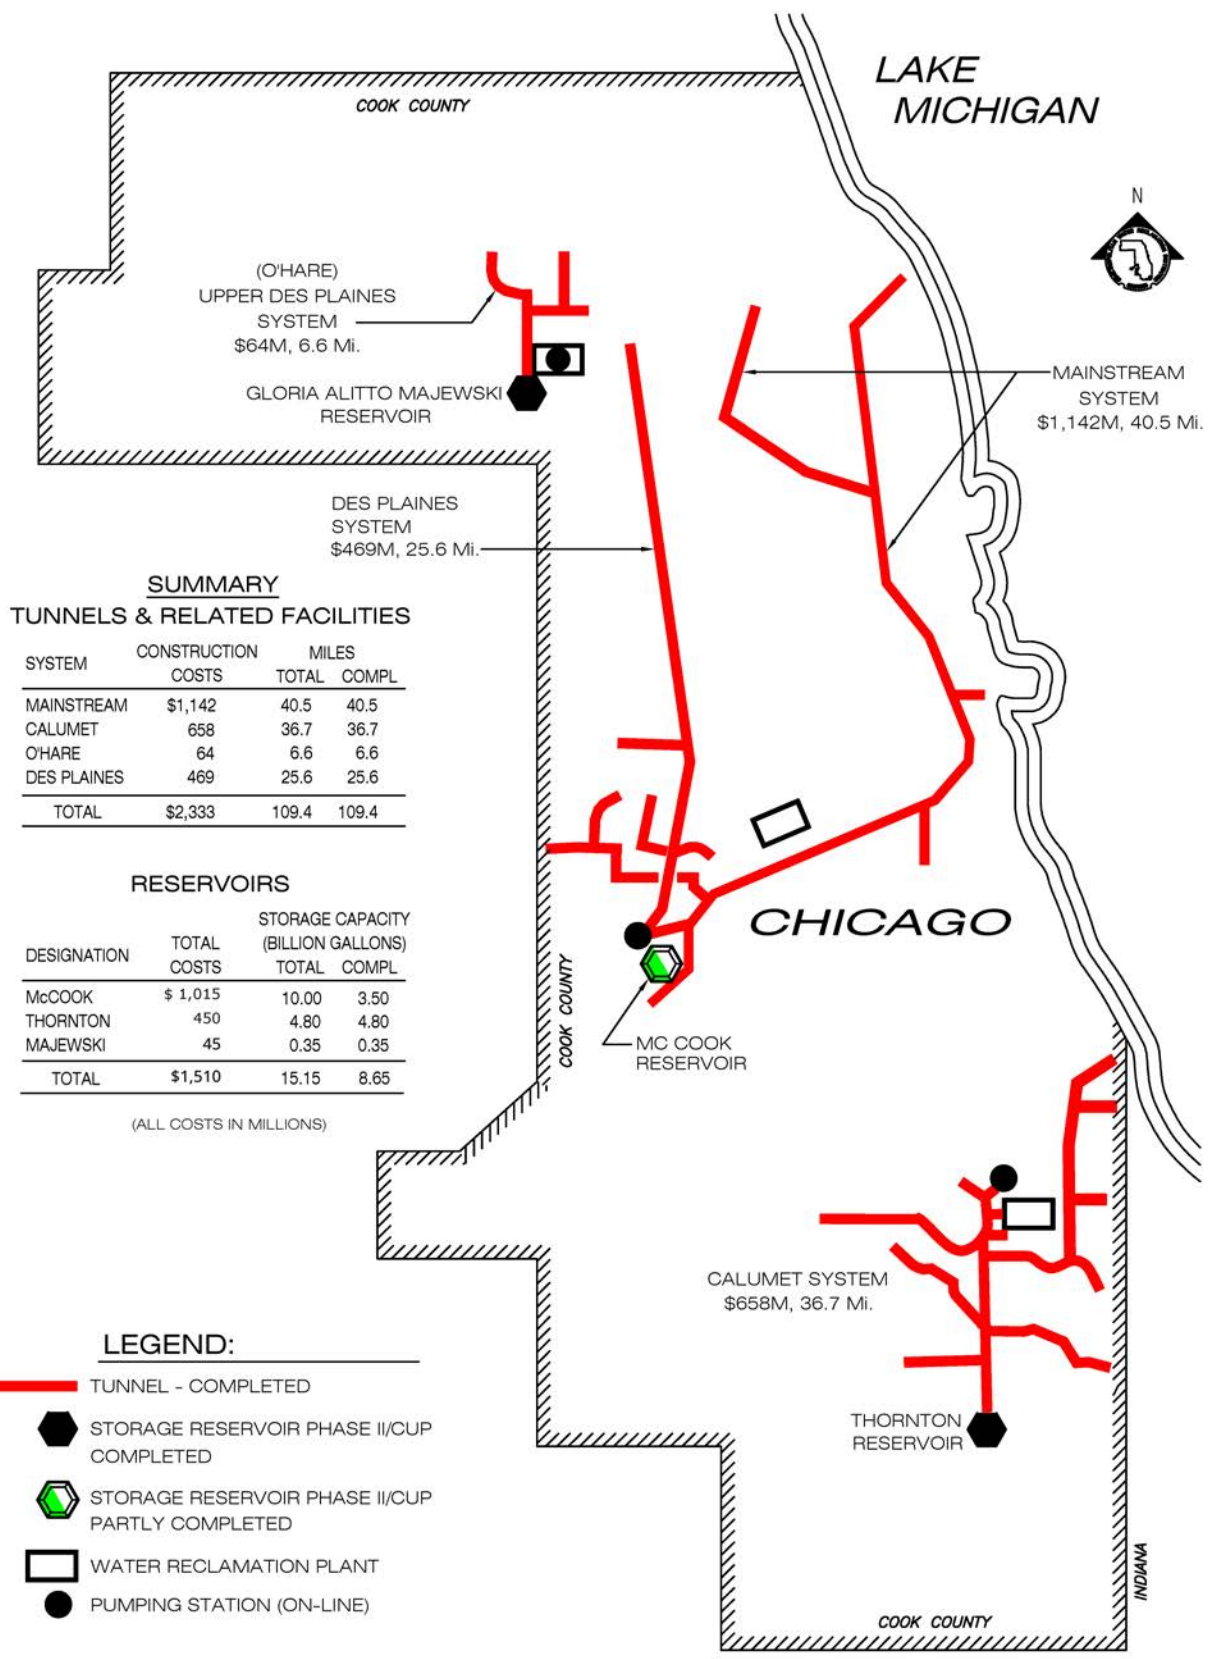 LAKE
MICHIGAN
COOK COUNTY
N
(O'HARE)
UPPER DES PLAINES
SYSTEM
$64M, 6.6 Mi.
GLORIA ALITTO MAJEWSKI
RESERVOIR
MAINSTREAM
SYSTEM
$1,142M, 40.5 Mi.
DES PLAINES
SYSTEM
$469M, 25.6 Mi.
SUMMARY
TUNNELS & RELATED FACILITIES
SYSTEM CONSTRUCTION COSTS MILES TOTAL COMPL
MAINSTREAM $1,142 40.5 40.5
CALUMET 658 36.7 36.7
O'HARE 64 6.6 6.6
DES PLAINES 469 25.6 25.6
TOTAL $2,333 109.4 109.4
RESERVOIRS
DESIGNATION TOTAL COSTS STORAGE CAPACITY (BILLION GALLONS) TOTAL COMPL
McCOOK $ 1,015 10.00 3.50
THORNTON 450 4.80 4.80
MAJEWSKI 45 0.35 0.35
TOTAL $1,510 15.15 8.65
(ALL COSTS IN MILLIONS)
CHICAGO
COOK COUNTY
MC COOK
RESERVOIR
CALUMET SYSTEM
$658M, 36.7 Mi.
THORNTON
RESERVOIR
LEGEND:
TUNNEL - COMPLETED
STORAGE RESERVOIR PHASE II/CUP
COMPLETED
STORAGE RESERVOIR PHASE II/CUP
PARTLY COMPLETED
WATER RECLAMATION PLANT
PUMPING STATION (ON-LINE)
INDIANA
COOK COUNTY